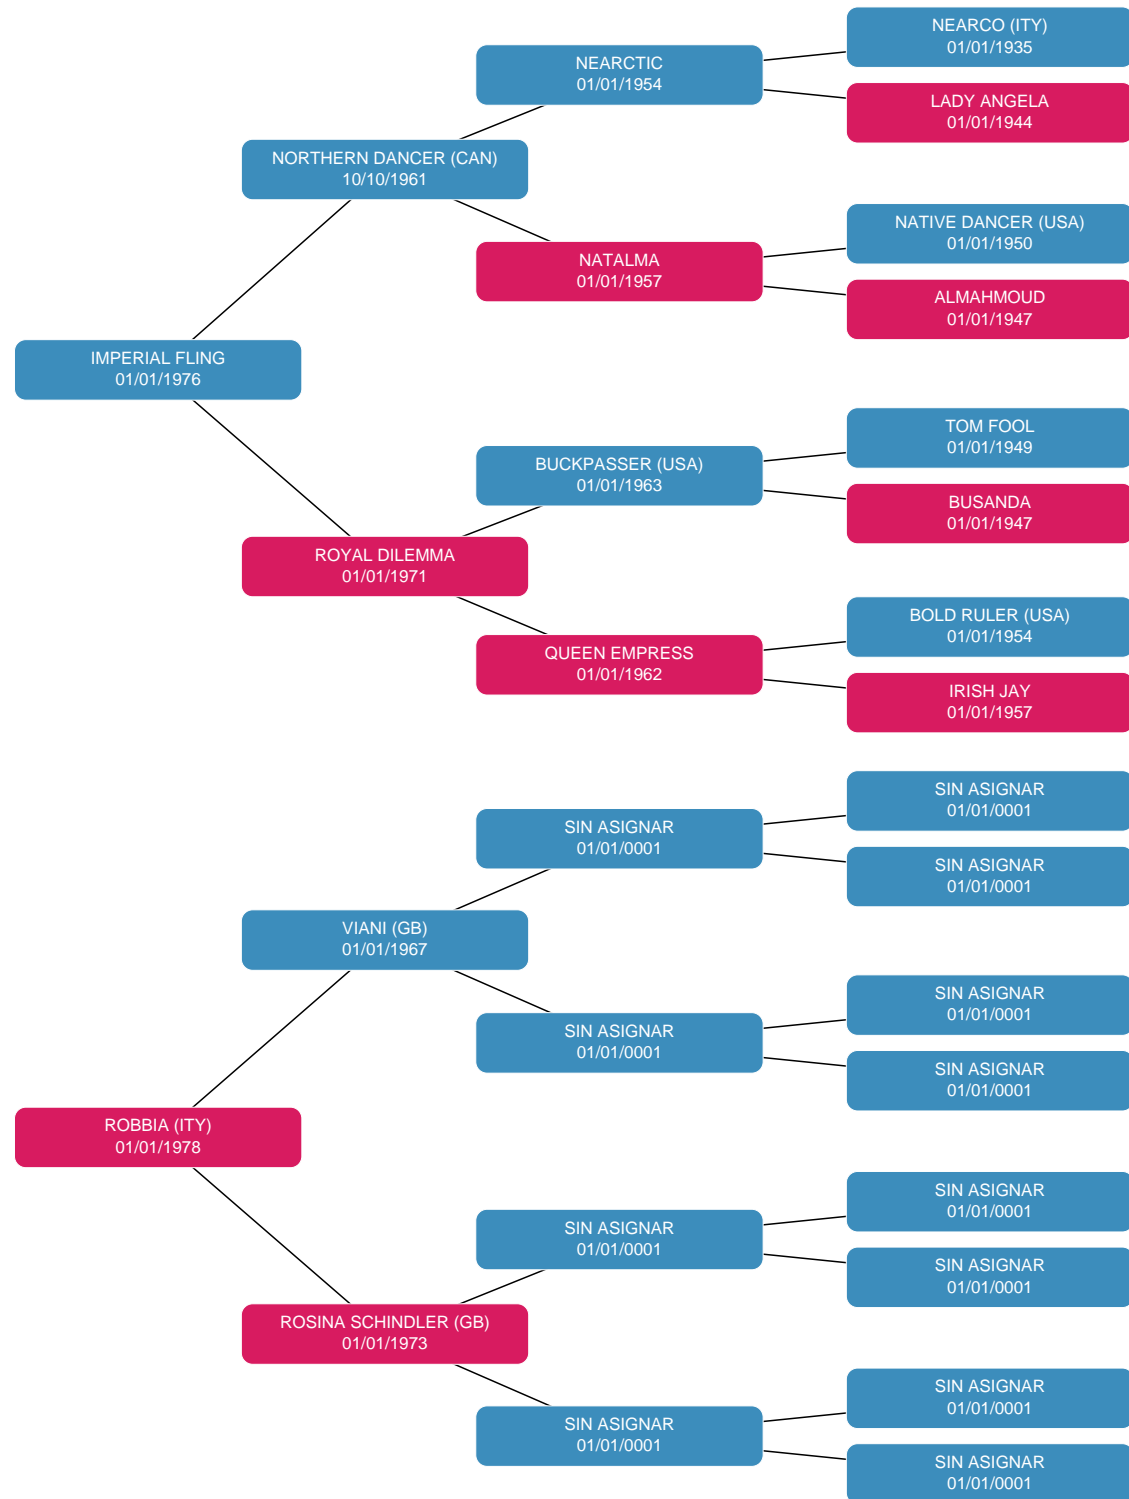 NEARCO (ITY)
01/01/1935
NEARCTIC
01/01/1954
LADY ANGELA
01/01/1944
NORTHERN DANCER (CAN)
10/10/1961
NATIVE DANCER (USA)
01/01/1950
NATALMA
01/01/1957
ALMAHMOUD
01/01/1947
IMPERIAL FLING
01/01/1976
TOM FOOL
01/01/1949
BUCKPASSER (USA)
01/01/1963
BUSANDA
01/01/1947
ROYAL DILEMMA
01/01/1971
BOLD RULER (USA)
01/01/1954
QUEEN EMPRESS
01/01/1962
IRISH JAY
01/01/1957
SIN ASIGNAR
01/01/0001
SIN ASIGNAR
01/01/0001
SIN ASIGNAR
01/01/0001
VIANI (GB)
01/01/1967
SIN ASIGNAR
01/01/0001
SIN ASIGNAR
01/01/0001
SIN ASIGNAR
01/01/0001
ROBBIA (ITY)
01/01/1978
SIN ASIGNAR
01/01/0001
SIN ASIGNAR
01/01/0001
SIN ASIGNAR
01/01/0001
ROSINA SCHINDLER (GB)
01/01/1973
SIN ASIGNAR
01/01/0001
SIN ASIGNAR
01/01/0001
SIN ASIGNAR
01/01/0001